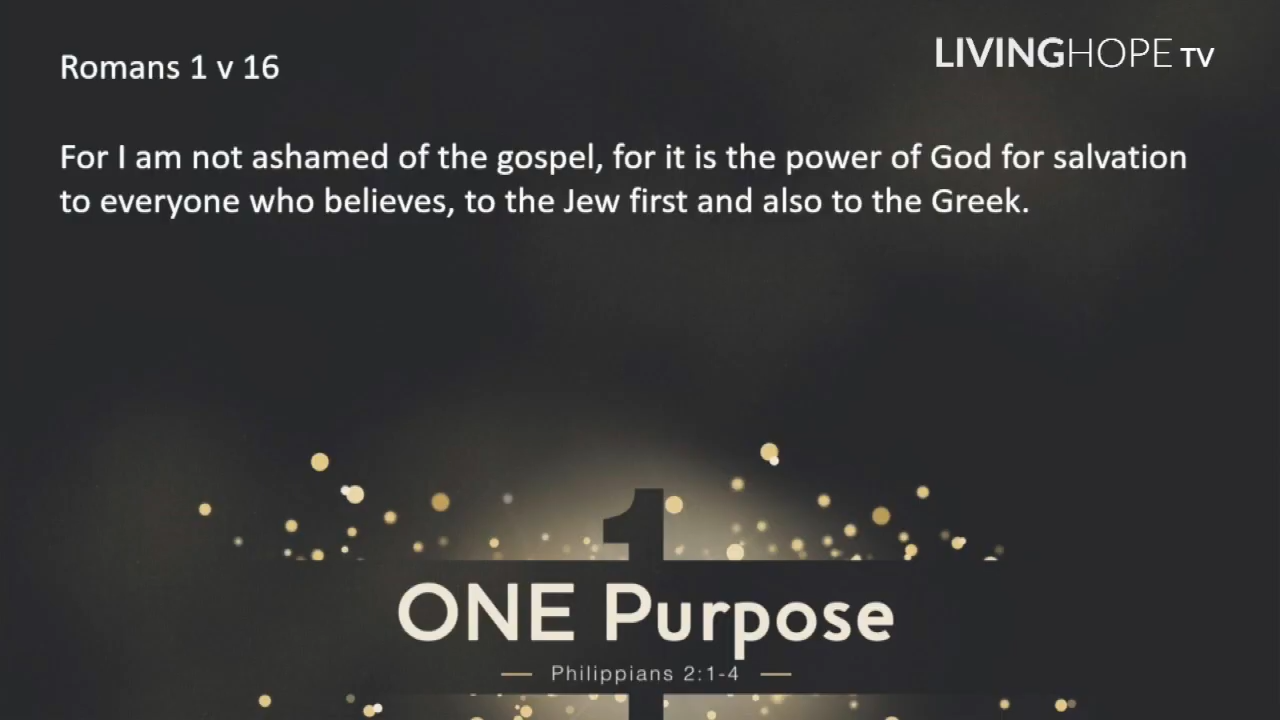 Romans 1 v 16
LIVINGHOPE TV
For I am not ashamed of the gospel, for it is the power of God for salvation
to everyone who believes, to the Jew first and also to the Greek.
1
ONE Purpose
Philippians 2:1-4